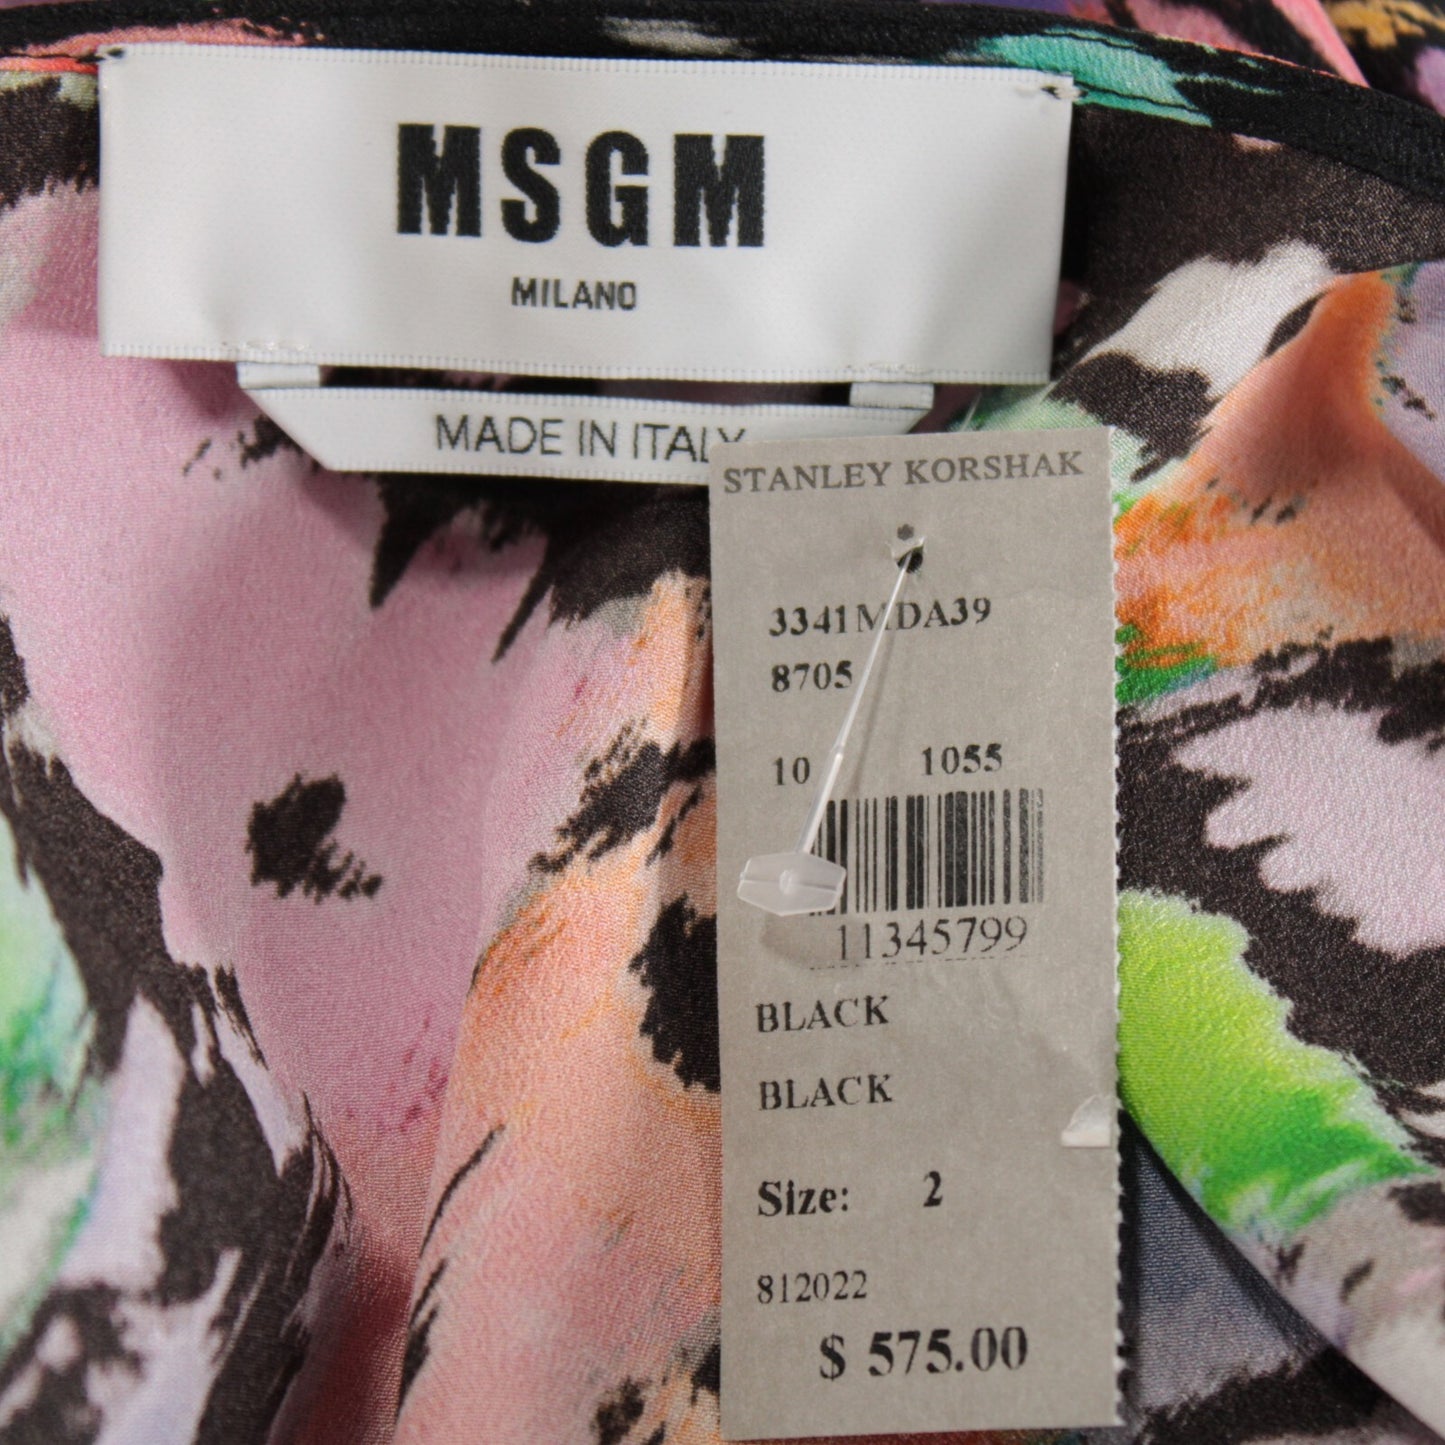 MSGM
MILANO
MADE IN ITALY
STANLEY KORSHAK
3341MDA39
8705
10 1055
11345799
BLACK
BLACK
Size: 2
812022
$ 575.00